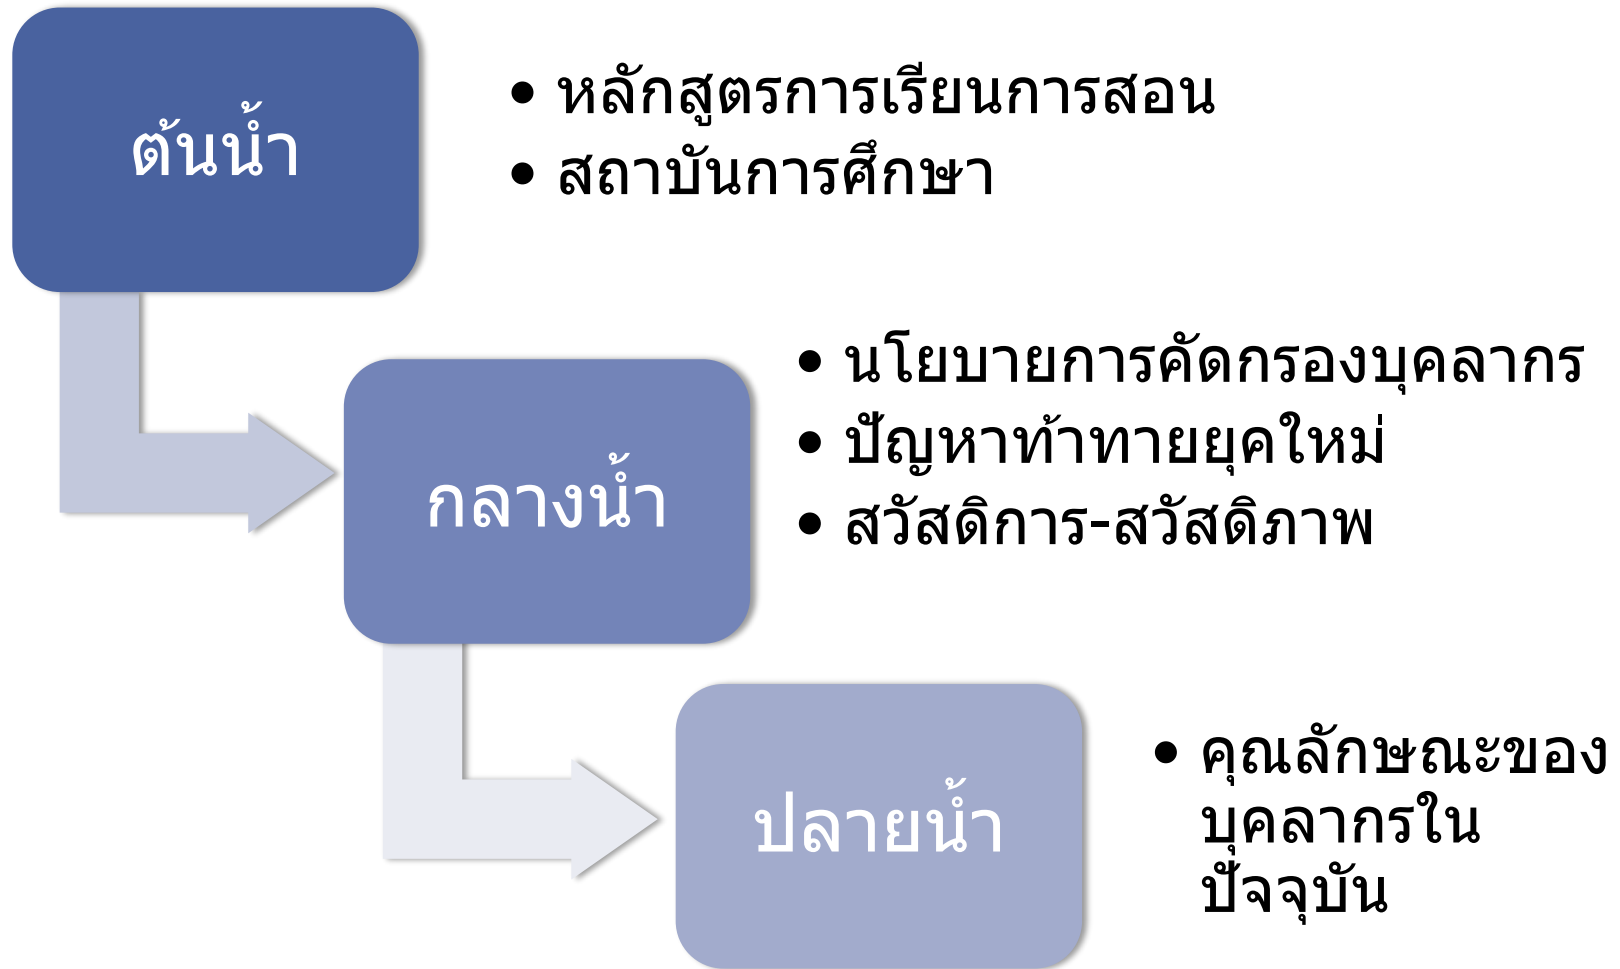 ต้นน้ำ
• หลักสูตรการเรียนการสอน
• สถาบันการศึกษา
กลางน้ำ
• นโยบายการคัดกรองบุคลากร
• ปัญหาท้าทายยุคใหม่
• สวัสดิการ-สวัสดิภาพ
ปลายน้ำ
• คุณลักษณะของ
บุคลากรใน
ปัจจุบัน